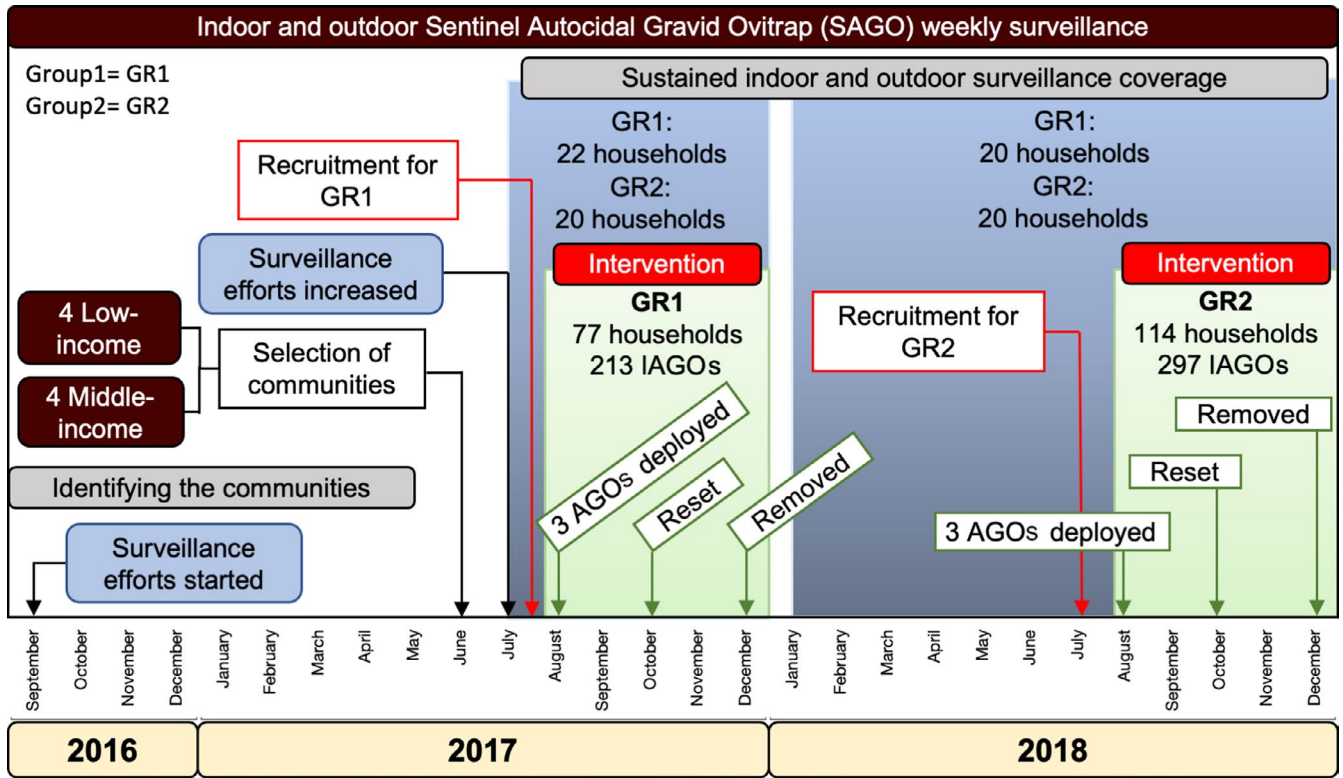 Indoor and outdoor Sentinel Autocidal Gravid Ovitrap (SAGO) weekly surveillance
Group1= GR1
Group2= GR2
Sustained indoor and outdoor surveillance coverage
GR1:
22 households
GR2:
20 households
GR1:
20 households
GR2:
20 households
Recruitment for
GR1
Surveillance
efforts increased
4 Low-
income
4 Middle-
income
Selection of
communities
Intervention
GR1
77 households
213 IAGOs
Recruitment for
GR2
Intervention
GR2
114 households
297 IAGOs
3 AGOs deployed
Reset
Removed
3 AGOs deployed
Reset
Removed
Identifying the communities
Surveillance
efforts started
September
October
November
December
January
February
March
April
May
June
July
August
September
October
November
December
January
February
March
April
May
June
July
August
September
October
November
December
2016
2017
2018